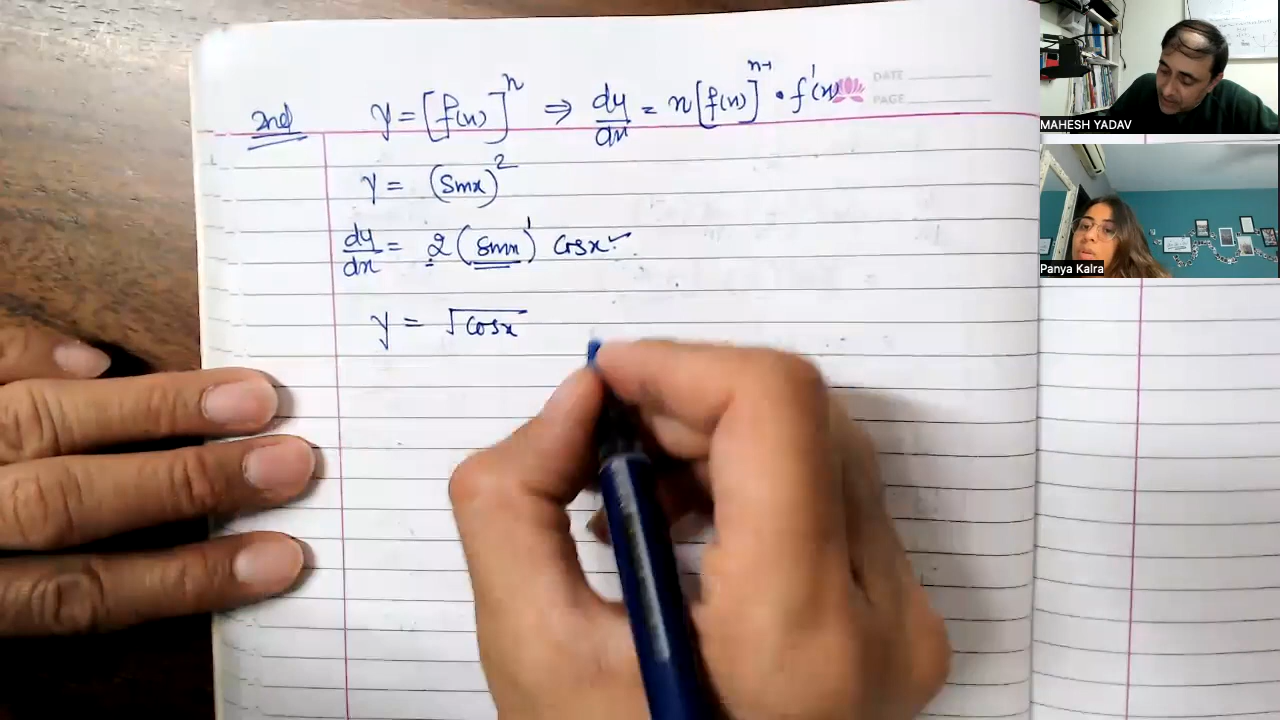 2nd y = [f(x)]^n ⇒ dy/dx = n[f(x)]^n-1 • f'(x)
DATE
PAGE
y = (Sinx)^2
dy/dx = 2 (Sinx)^1 Cosx
y = √cosx
MAHESH YADAV
Panya Kalra